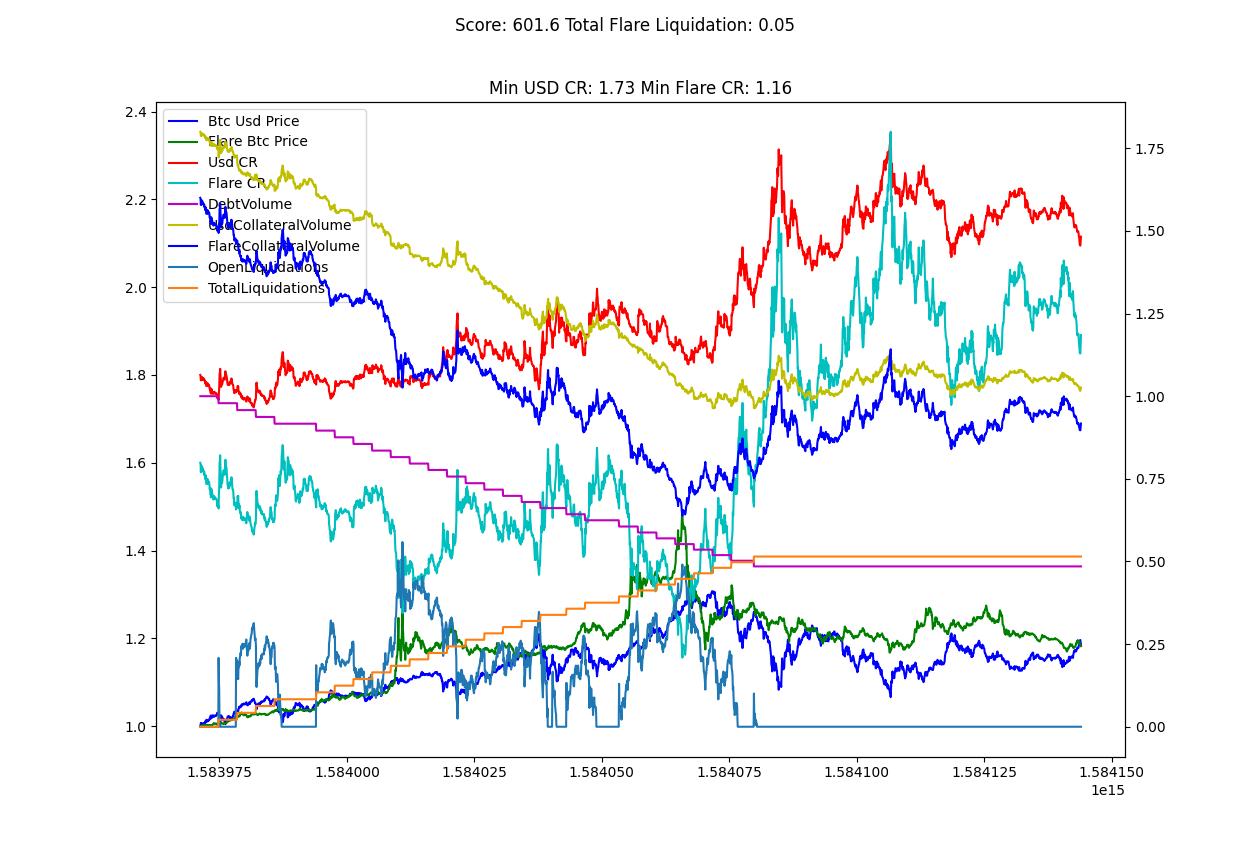 Score: 601.6 Total Flare Liquidation: 0.05
Min USD CR: 1.73 Min Flare CR: 1.16
Btc Usd Price
Flare Btc Price
Usd CR
Flare CR
DebtVolume
UsdCollateralVolume
FlareCollateralVolume
OpenLiquidations
TotalLiquidations
2.4
2.2
2.0
1.8
1.6
1.4
1.2
1.0
1.75
1.50
1.25
1.00
0.75
0.50
0.25
0.00
1.583975 1.584000 1.584025 1.584050 1.584075 1.584100 1.584125 1.584150
1e15